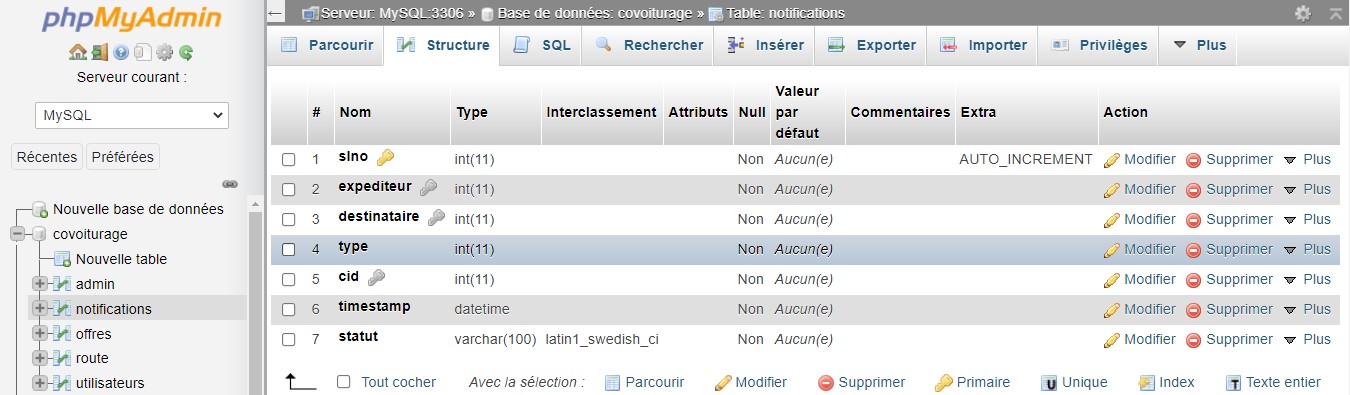 phpMyAdmin
Serveur courant :
MySQL
Récentes Préférées
Nouvelle base de données
covoiturage
Nouvelle table
admin
notifications
offres
route
utilisateurs
Serveur: MySQL:3306 » Base de données: covoiturage » Table: notifications
Parcourir Structure SQL Rechercher Insérer Exporter Importer Privilèges Plus
# Nom Type Interclassement Attributs Null Valeur par défaut Commentaires Extra Action
1 slno int(11) Non Aucun(e) AUTO_INCREMENT Modifier Supprimer Plus
2 expediteur int(11) Non Aucun(e) Modifier Supprimer Plus
3 destinataire int(11) Non Aucun(e) Modifier Supprimer Plus
4 type int(11) Non Aucun(e) Modifier Supprimer Plus
5 cid int(11) Non Aucun(e) Modifier Supprimer Plus
6 timestamp datetime Non Aucun(e) Modifier Supprimer Plus
7 statut varchar(100) latin1_swedish_ci Non Aucun(e) Modifier Supprimer Plus
Tout cocher Avec la sélection : Parcourir Modifier Supprimer Primaire Unique Index Texte entier